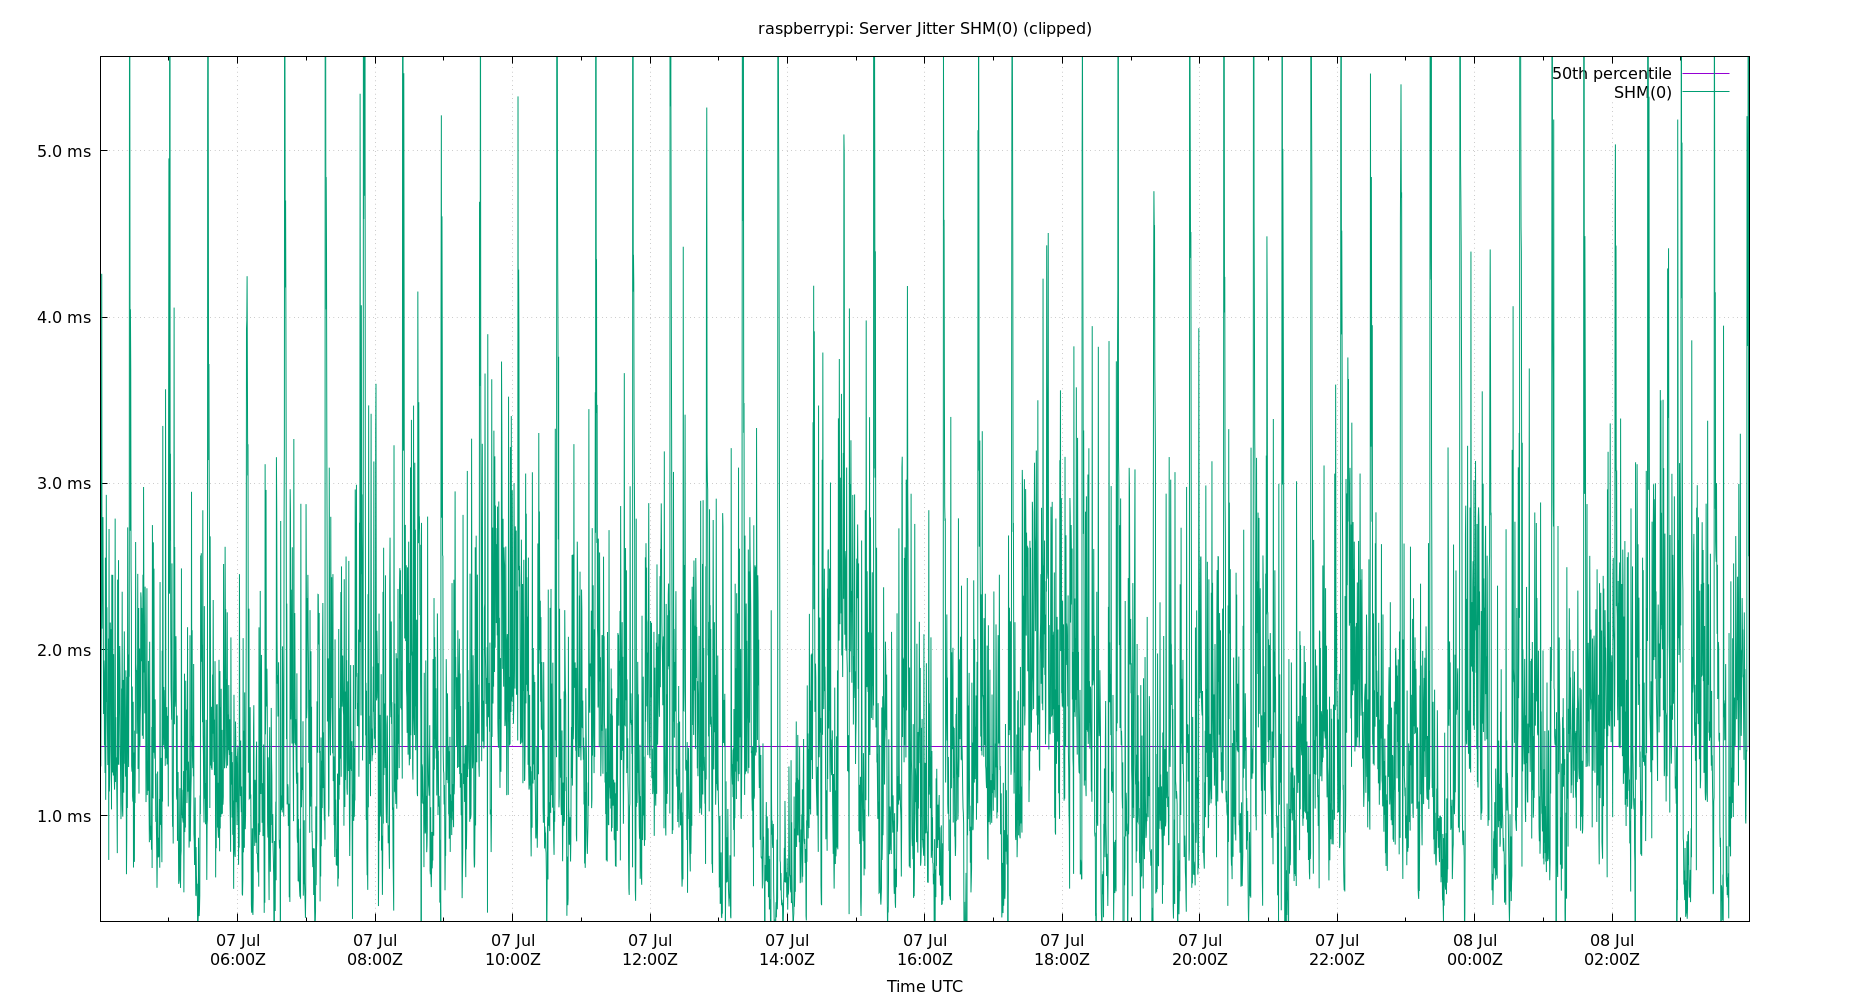 raspberrypi: Server Jitter SHM(0) (clipped)
50th percentile
SHM(0)
5.0 ms
4.0 ms
3.0 ms
2.0 ms
1.0 ms
07 Jul 07 Jul 07 Jul 07 Jul 07 Jul 07 Jul 07 Jul 07 Jul 07 Jul 08 Jul 08 Jul
06:00Z 08:00Z 10:00Z 12:00Z 14:00Z 16:00Z 18:00Z 20:00Z 22:00Z 00:00Z 02:00Z
Time UTC